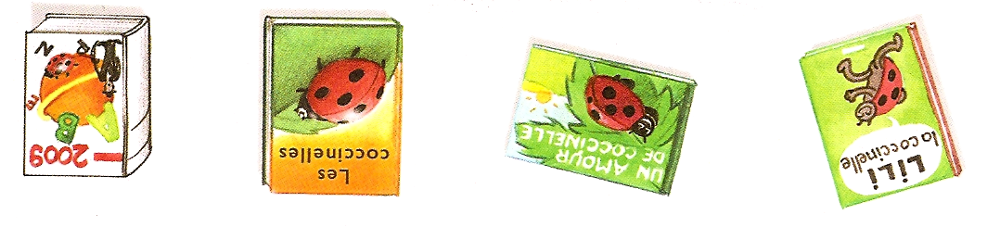 2009
Les
coccinelles
UN AMOUR
DE COCCINELLE
LiLi
la coccinelle